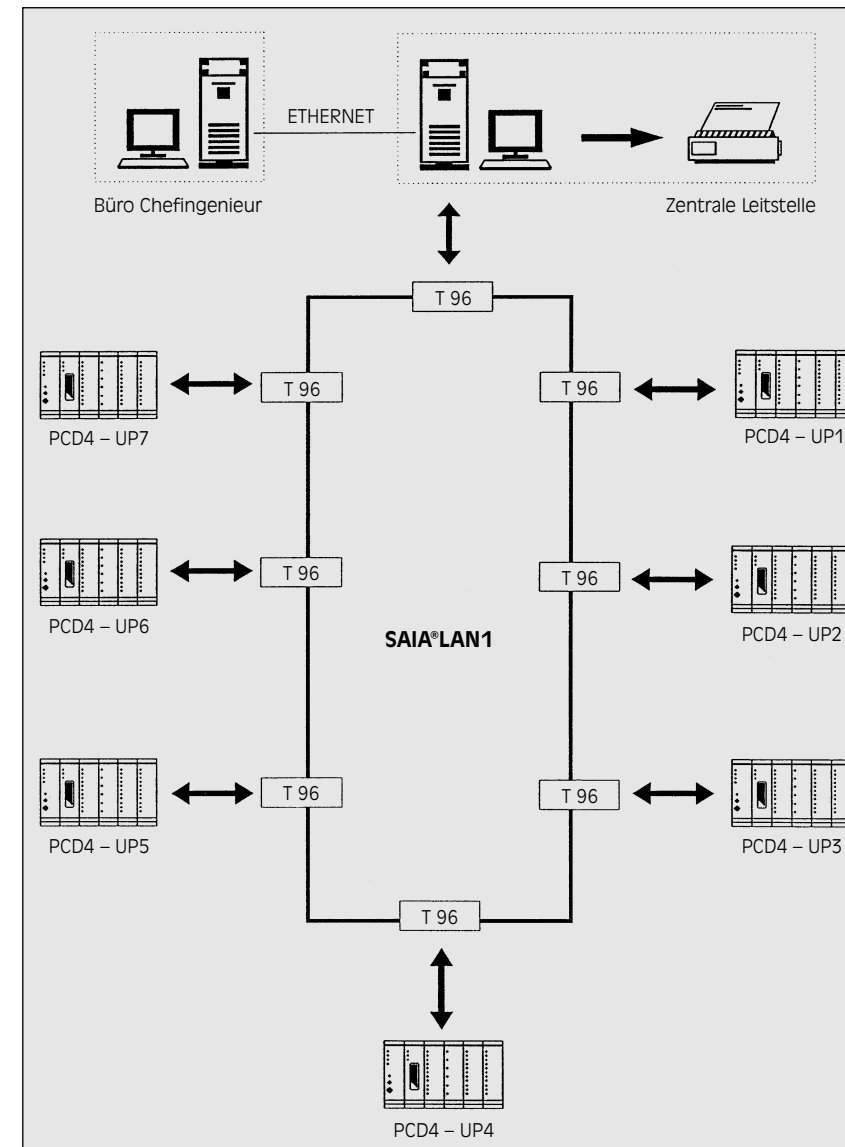 ETHERNET
Büro Chefingenieur
Zentrale Leitstelle
T 96
T 96
T 96
PCD4 – UP7
PCD4 – UP1
T 96
T 96
PCD4 – UP6
PCD4 – UP2
SAIA®LAN1
T 96
T 96
PCD4 – UP5
PCD4 – UP3
T 96
PCD4 – UP4